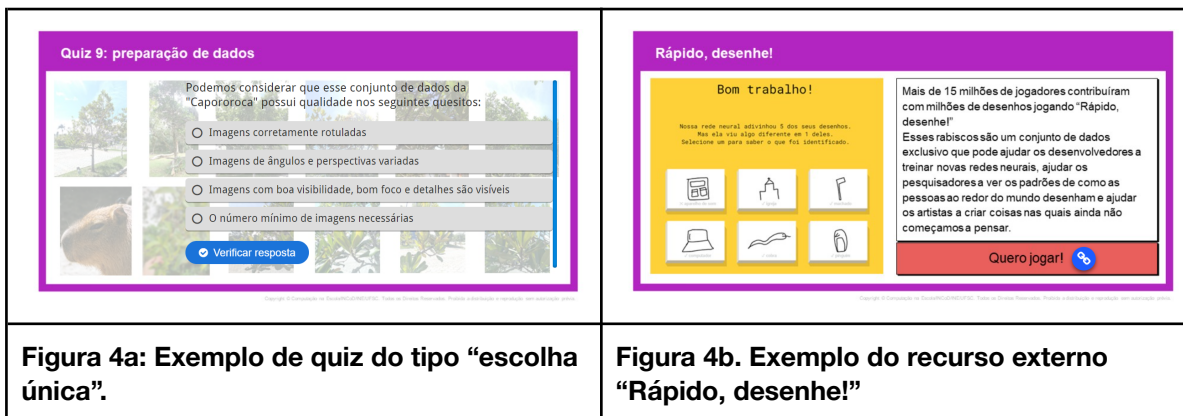 Quiz 9: preparação de dados
Podemos considerar que esse conjunto de dados da
"Capororoca" possui qualidade nos seguintes quesitos:
Imagens corretamente rotuladas
Imagens de ângulos e perspectivas variadas
Imagens com boa visibilidade, bom foco e detalhes são visíveis
O número mínimo de imagens necessárias
Verificar resposta
Rápido, desenhe!
Bom trabalho!
Nossa rede neural adivinhou 5 dos seus desenhos.
Mas ela viu algo diferente em 1 deles.
Selecione um para saber o que foi identificado.
Mais de 15 milhões de jogadores contribuíram
com milhões de desenhos jogando “Rápido,
desenhe!”
Esses rabiscos são um conjunto de dados
exclusivo que pode ajudar os desenvolvedores a
treinar novas redes neurais, ajudar os
pesquisadores a ver os padrões de como as
pessoas ao redor do mundo desenham e ajudar
os artistas a criar coisas nas quais ainda não
começamos a pensar.
Quero jogar!
Figura 4a: Exemplo de quiz do tipo “escolha
única”.
Figura 4b. Exemplo do recurso externo
“Rápido, desenhe!”